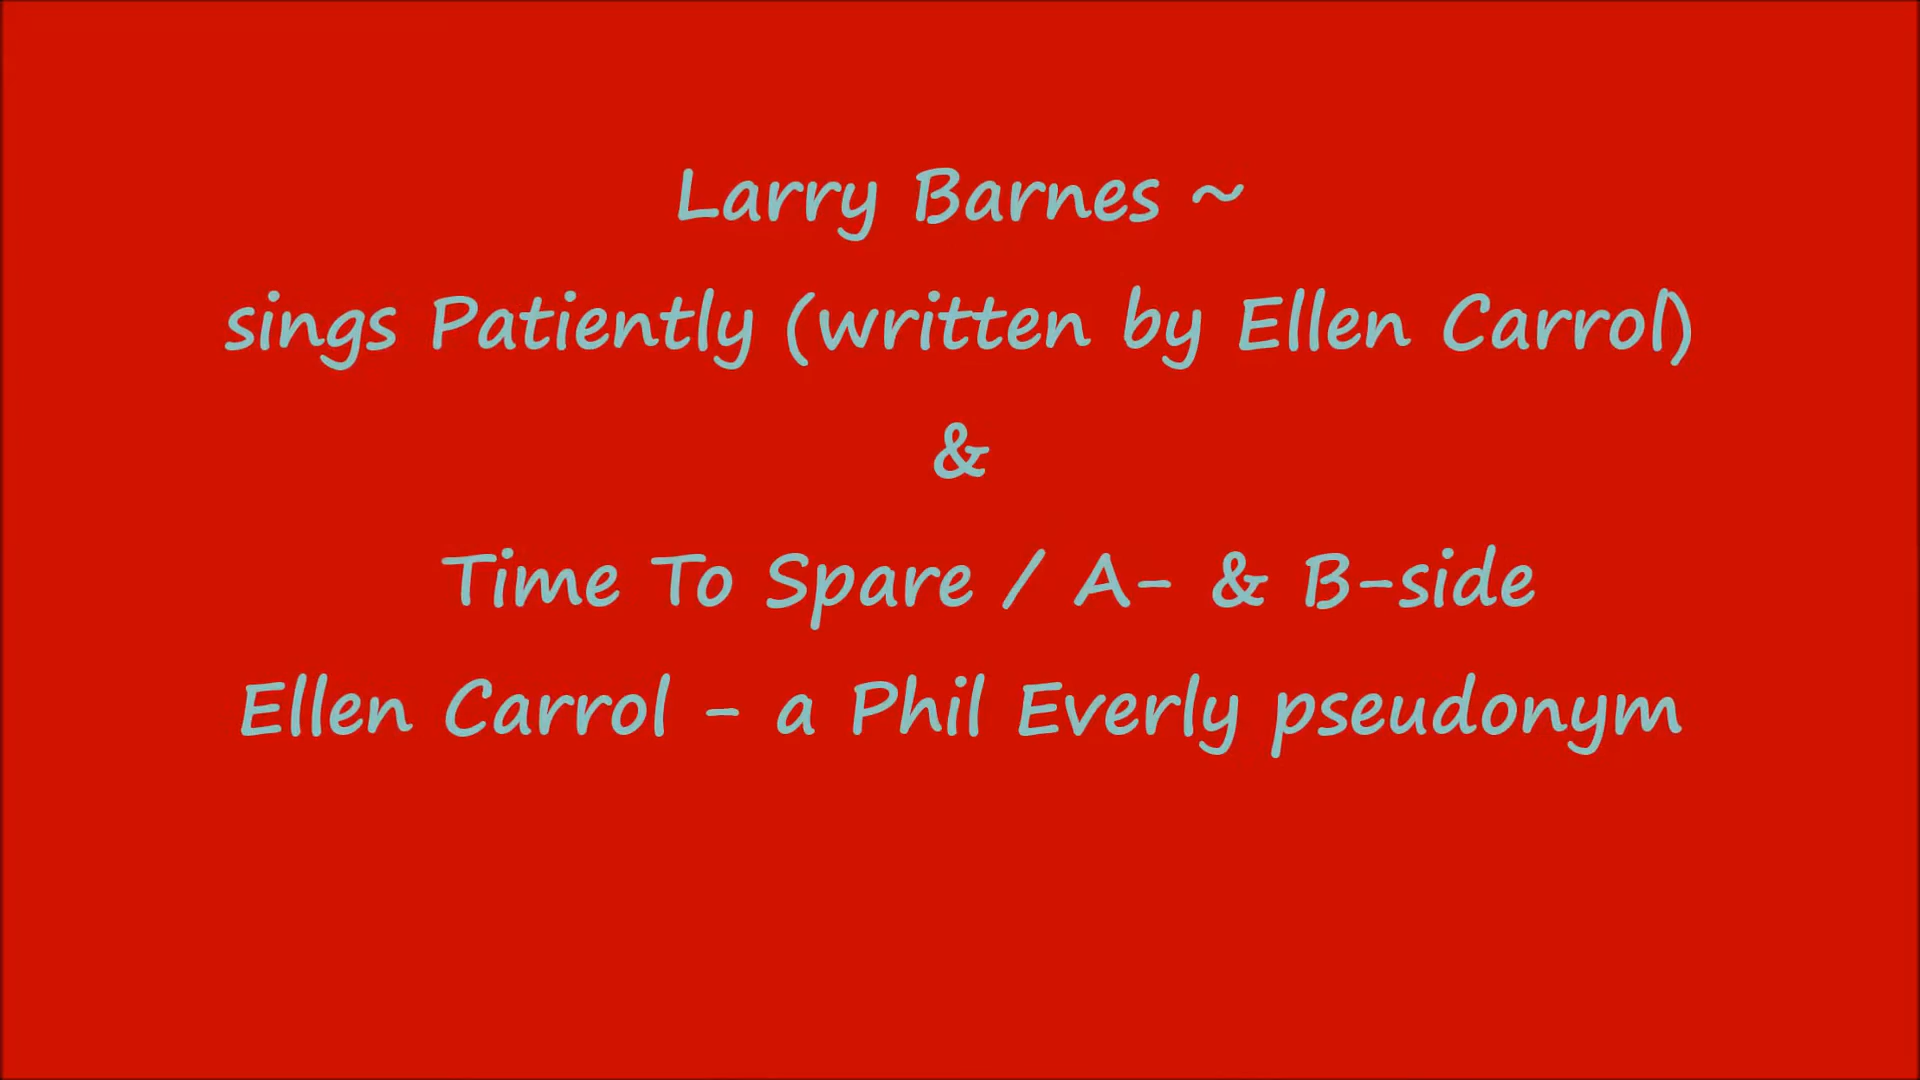 Larry Barnes ~
sings Patiently (written by Ellen Carrol)
&
Time To Spare / A- & B-side
Ellen Carrol - a Phil Everly pseudonym